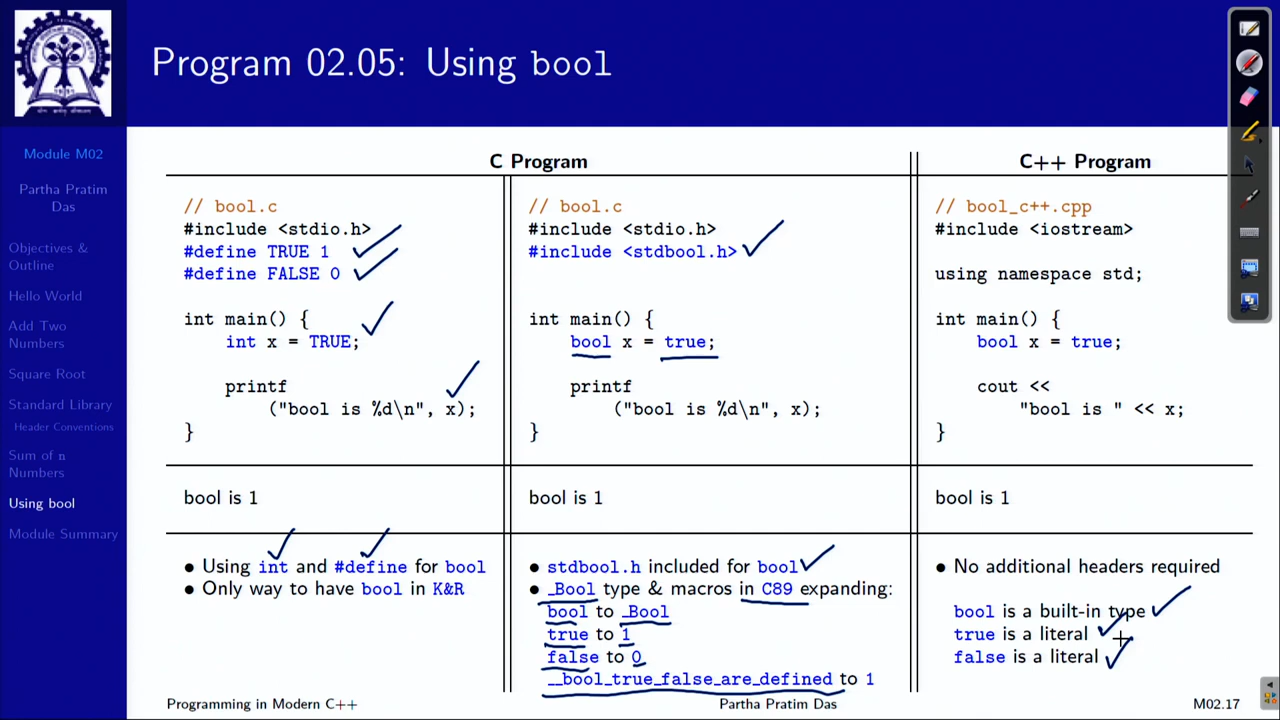 Program 02.05: Using bool
Module M02
Partha Pratim
Das
Objectives &
Outline
Hello World
Add Two
Numbers
Square Root
Standard Library
Header Conventions
Sum of n
Numbers
Using bool
Module Summary
C Program
// bool.c
#include <stdio.h>
#define TRUE 1
#define FALSE 0
int main() {
int x = TRUE;
printf
("bool is %d\n", x);
}
bool is 1
• Using int and #define for bool
• Only way to have bool in K&R
// bool.c
#include <stdio.h>
#include <stdbool.h>
int main() {
bool x = true;
printf
("bool is %d\n", x);
}
bool is 1
• stdbool.h included for bool
• _Bool type & macros in C89 expanding:
bool to _Bool
true to 1
false to 0
__bool_true_false_are_defined to 1
C++ Program
// bool_c++.cpp
#include <iostream>
using namespace std;
int main() {
bool x = true;
cout <<
"bool is " << x;
}
bool is 1
• No additional headers required
bool is a built-in type
true is a literal
false is a literal
Programming in Modern C++
Partha Pratim Das
M02.17